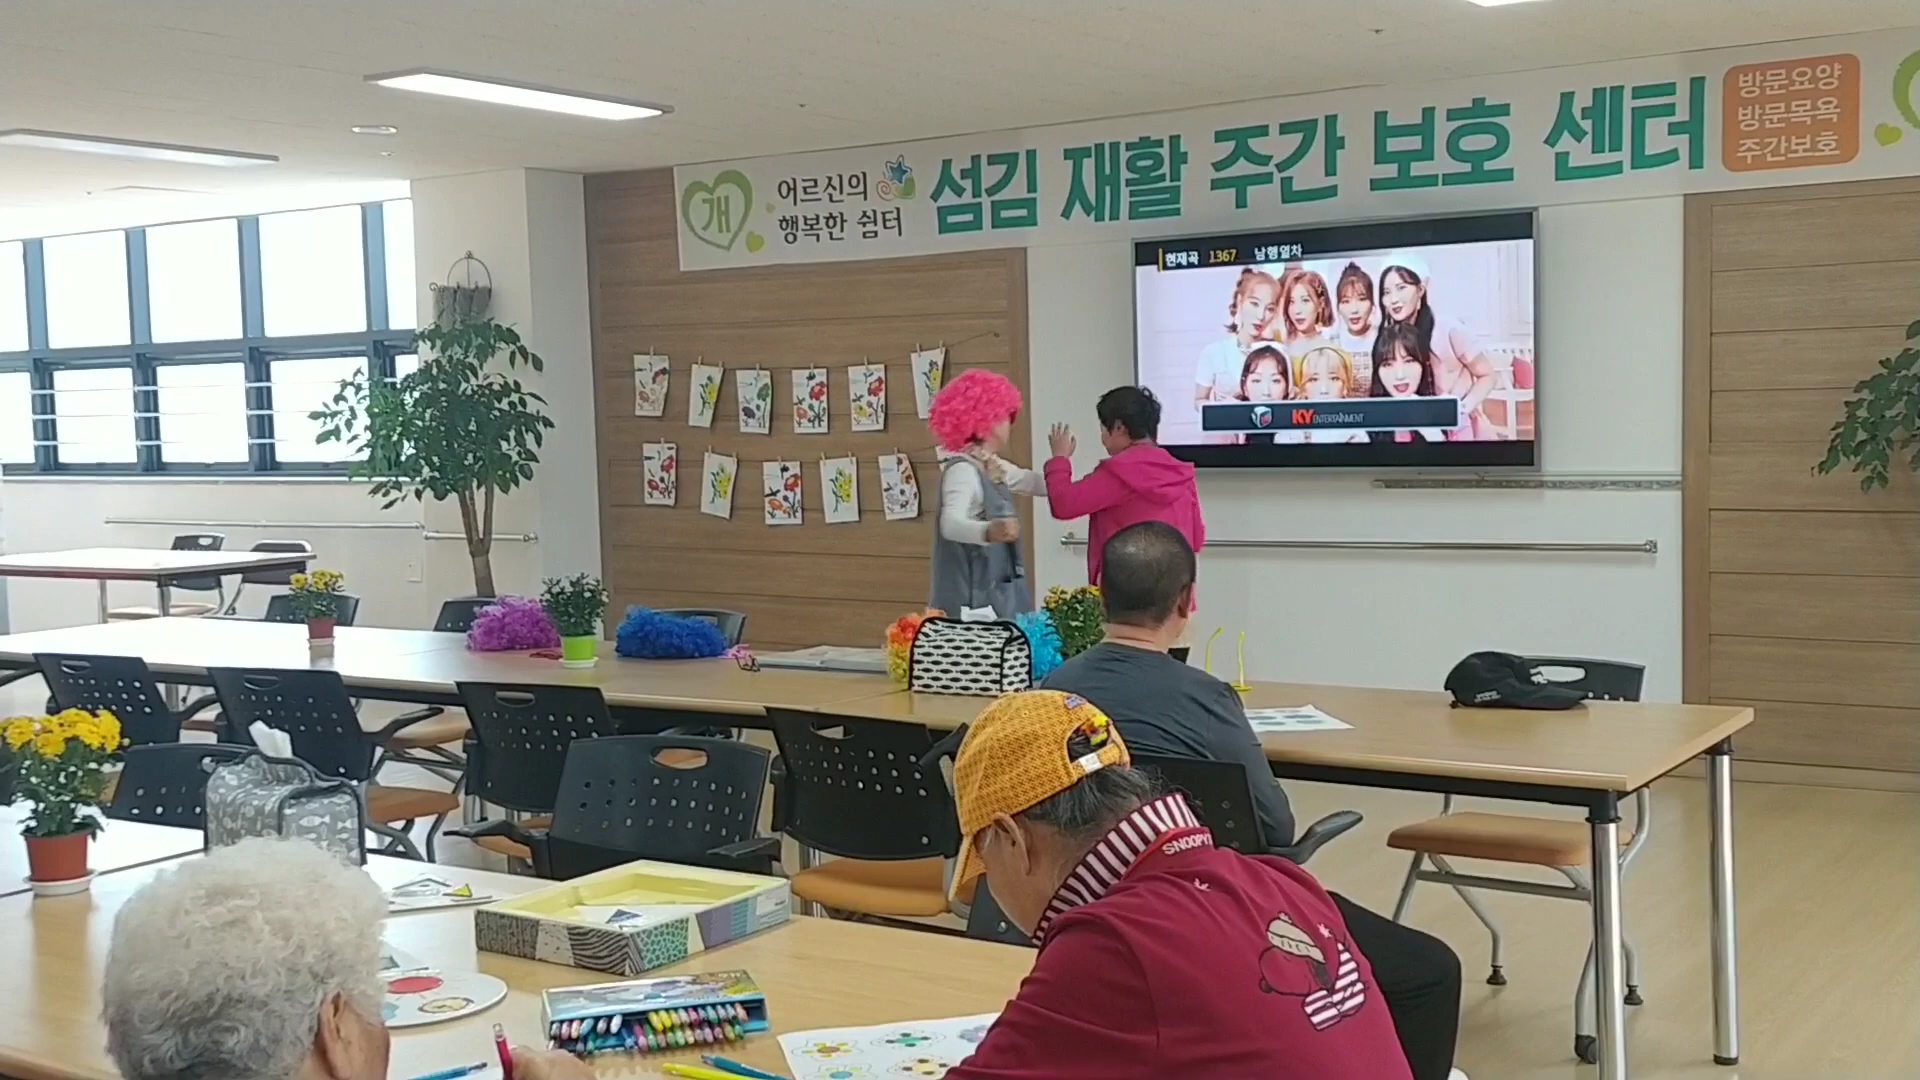 개
어르신의
행복한 쉼터
섬김 재활 주간 보호 센터
방문요양
방문목욕
주간보호
현재곡 1367 남행열차
KY ENTERTAINMENT
SNOOPY